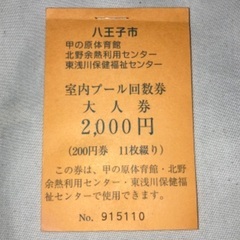 八王子市
甲の原体育館
北野余熱利用センター
東浅川保健福祉センター
室内プール回数券
大人券
2,000円
(200円券 11枚綴り)
この券は、甲の原体育館・北野
余熱利用センター・東浅川保健福
祉センターで使用できます。
No. 915110